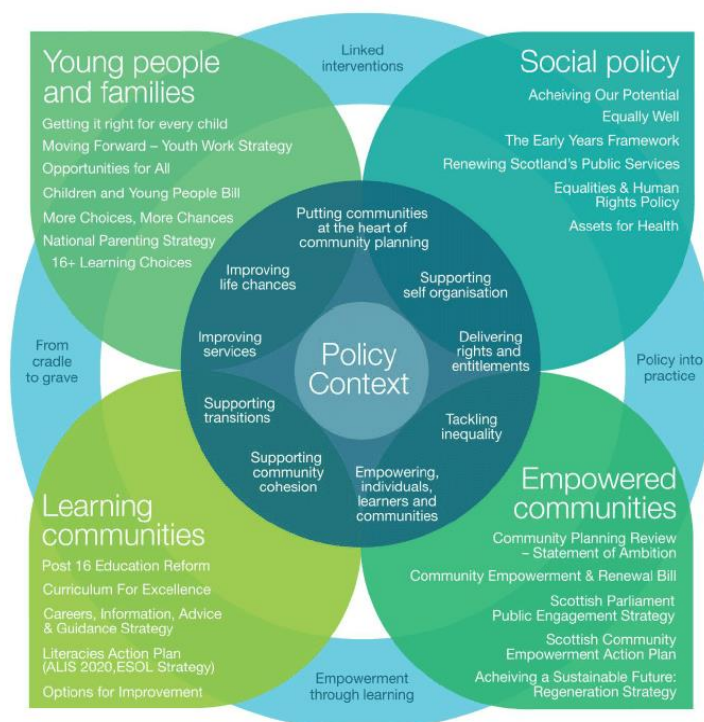 Linked
interventions
Young people
and families
Getting it right for every child
Moving Forward – Youth Work Strategy
Opportunities for All
Children and Young People Bill
More Choices, More Chances
National Parenting Strategy
16+ Learning Choices
Social policy
Acheiving Our Potential
Equally Well
The Early Years Framework
Renewing Scotland's Public Services
Equalities & Human
Rights Policy
Assets for Health
Putting communities
at the heart of
community planning
Improving
life chances
Supporting
self organisation
From
cradle
to grave
Improving
services
Policy
Context
Delivering
rights and
entitlements
Policy into
practice
Supporting
transitions
Tackling
inequality
Supporting
community
cohesion
Empowering,
individuals,
learners and
communities
Learning
communities
Post 16 Education Reform
Curriculum For Excellence
Careers, Information, Advice
& Guidance Strategy
Literacies Action Plan
(ALIS 2020,ESOL Strategy)
Options for Improvement
Empowered
communities
Community Planning Review
– Statement of Ambition
Community Empowerment & Renewal Bill
Scottish Parliament
Public Engagement Strategy
Scottish Community
Empowerment Action Plan
Acheiving a Sustainable Future:
Regeneration Strategy
Empowerment
through learning